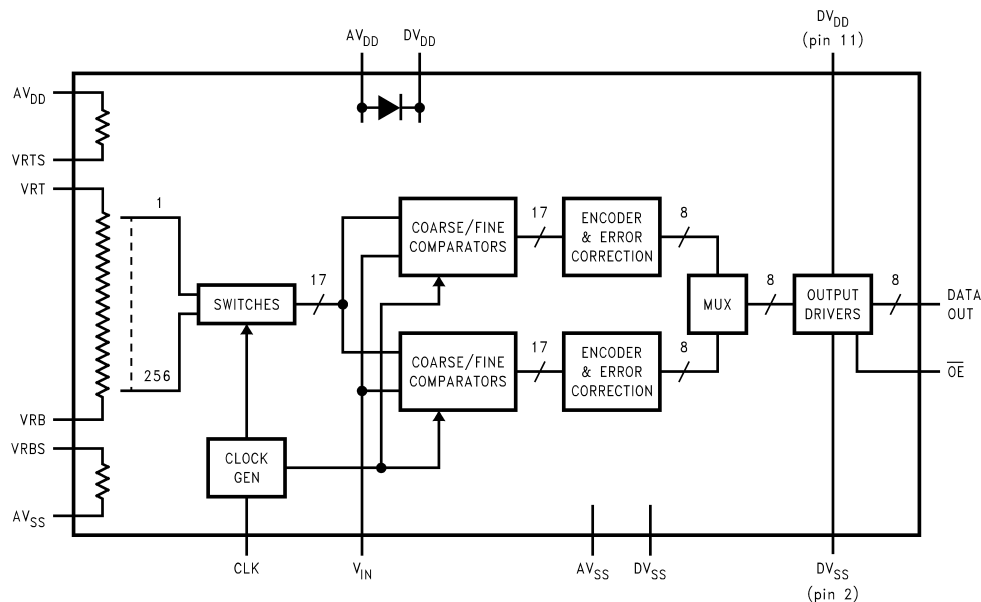 AVDD DVDD
DVDD
(pin 11)
AVDD
VRTS
VRT
1
17
COARSE/FINE
COMPARATORS
17
ENCODER
& ERROR
CORRECTION
8
SWITCHES
MUX
8
OUTPUT
DRIVERS
8
DATA
OUT
256
COARSE/FINE
COMPARATORS
17
ENCODER
& ERROR
CORRECTION
8
OE
VRB
VRBS
CLOCK
GEN
AVSS
CLK
VIN
AVSS
DVSS
DVSS
(pin 2)